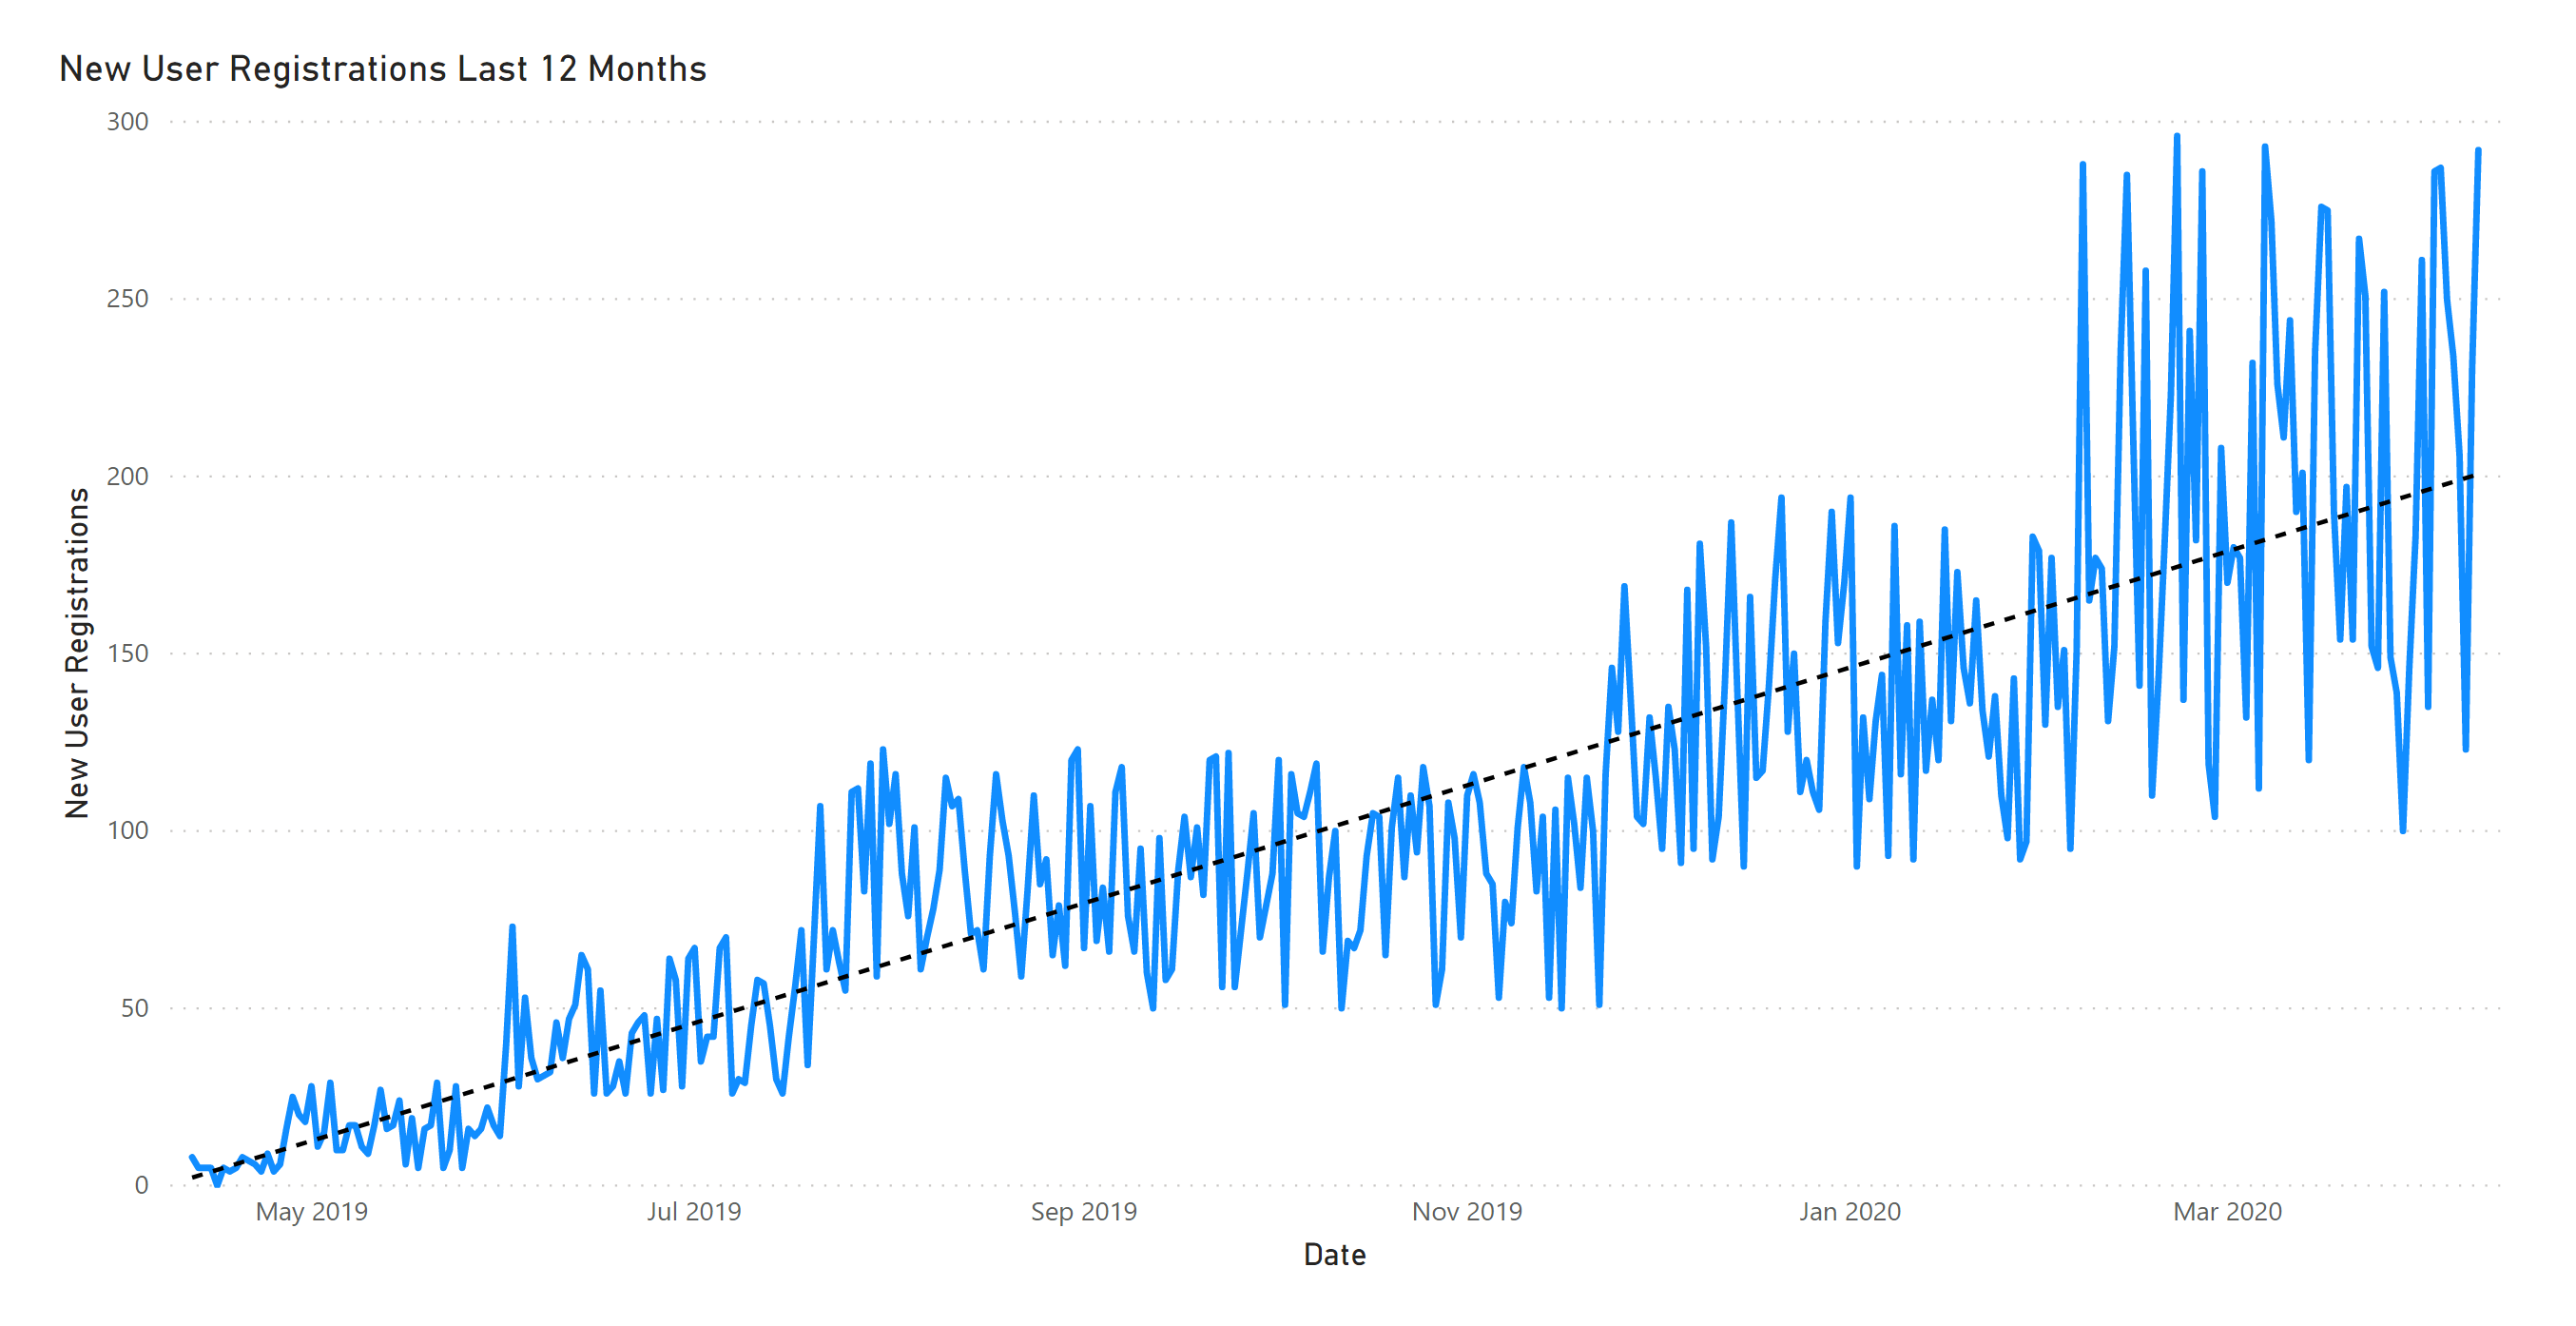 New User Registrations Last 12 Months
300
250
200
150
100
50
0
New User Registrations
May 2019
Jul 2019
Sep 2019
Nov 2019
Jan 2020
Mar 2020
Date